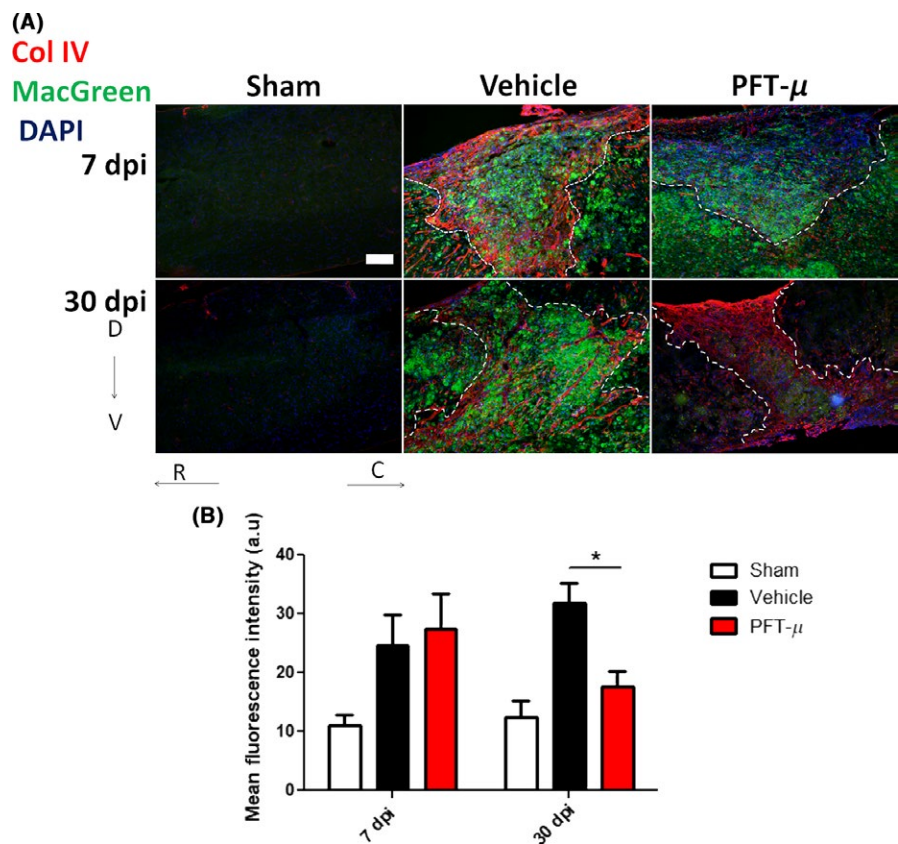 (A)
Col IV
MacGreen
DAPI
Sham
Vehicle
PFT-μ
7 dpi
30 dpi
D
V
R
C
(B)
Mean fluorescence intensity (a.u)
40
30
20
10
0
*
7 dpi
30 dpi
Sham
Vehicle
PFT-μ